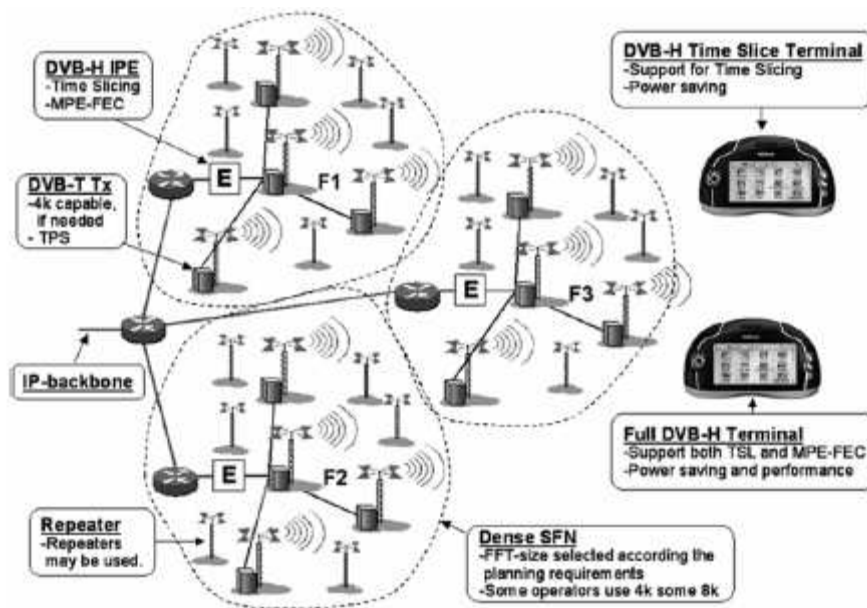 DVB-H IPE
-Time Slicing
-MPE-FEC
DVB-T Tx
-4k capable,
if needed
- TPS
E
F1
DVB-H Time Slice Terminal
-Support for Time Slicing
-Power saving
E
F3
IP-backbone
E
F2
Repeater
-Repeaters
may be used.
Dense SFN
-FFT-size selected according the
planning requirements
-Some operators use 4k some 8k
Full DVB-H Terminal
-Support both TSL and MPE-FEC
-Power saving and performance